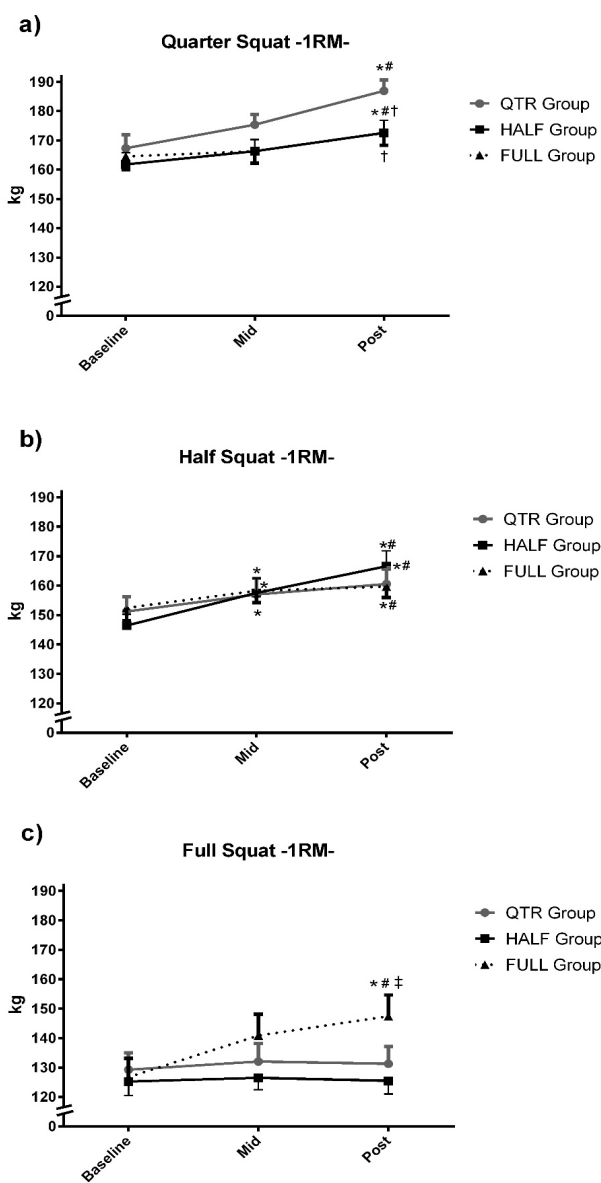 a)
Quarter Squat -1RM-
190
180
170
160
150
140
130
120
0
kg
*#
*#†
†
Baseline
Mid
Post
QTR Group
HALF Group
FULL Group
b)
Half Squat -1RM-
190
180
170
160
150
140
130
120
0
kg
*
*
*
*#
*#
*#
Baseline
Mid
Post
QTR Group
HALF Group
FULL Group
c)
Full Squat -1RM-
190
180
170
160
150
140
130
120
0
kg
*#‡
Baseline
Mid
Post
QTR Group
HALF Group
FULL Group